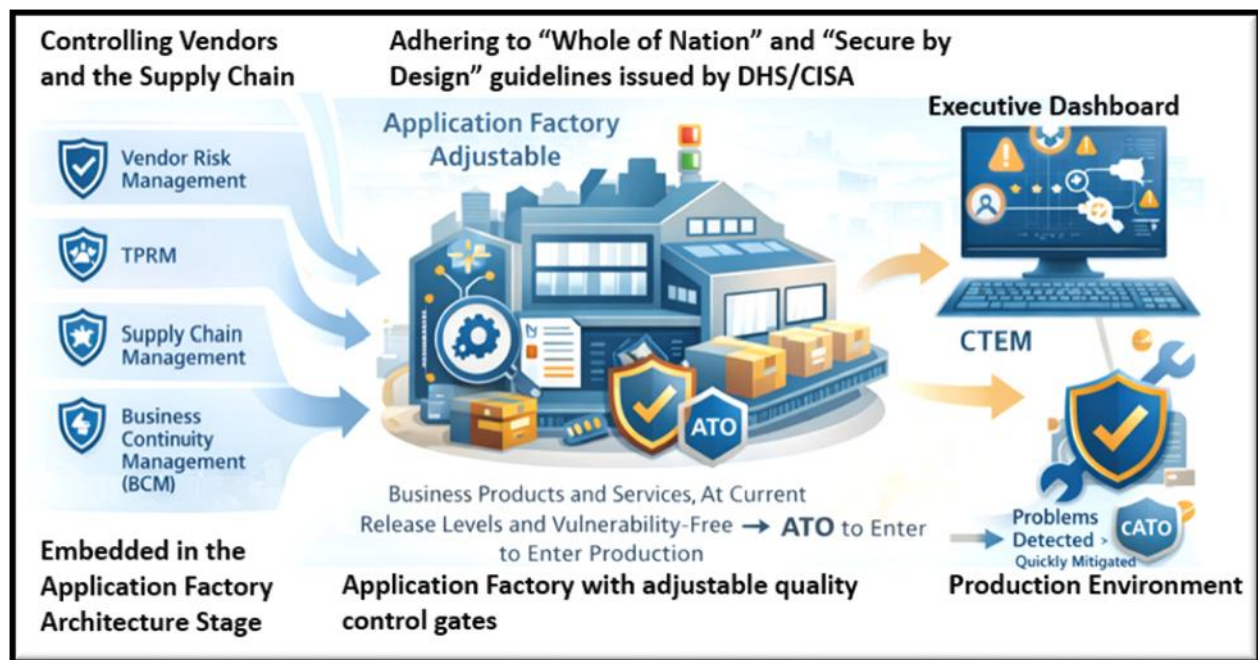 Controlling Vendors
and the Supply Chain
Adhering to “Whole of Nation” and “Secure by
Design” guidelines issued by DHS/CISA
Vendor Risk
Management
TPRM
Supply Chain
Management
Business
Continuity
Management
(BCM)
Embedded in the
Application Factory
Architecture Stage
Application Factory
Adjustable
ATO
Business Products and Services, At Current
Release Levels and Vulnerability-Free → ATO to Enter
to Enter Production
Application Factory with adjustable quality
control gates
Executive Dashboard
CTEM
Problems
Detected >
Quickly Mitigated
cATO
Production Environment